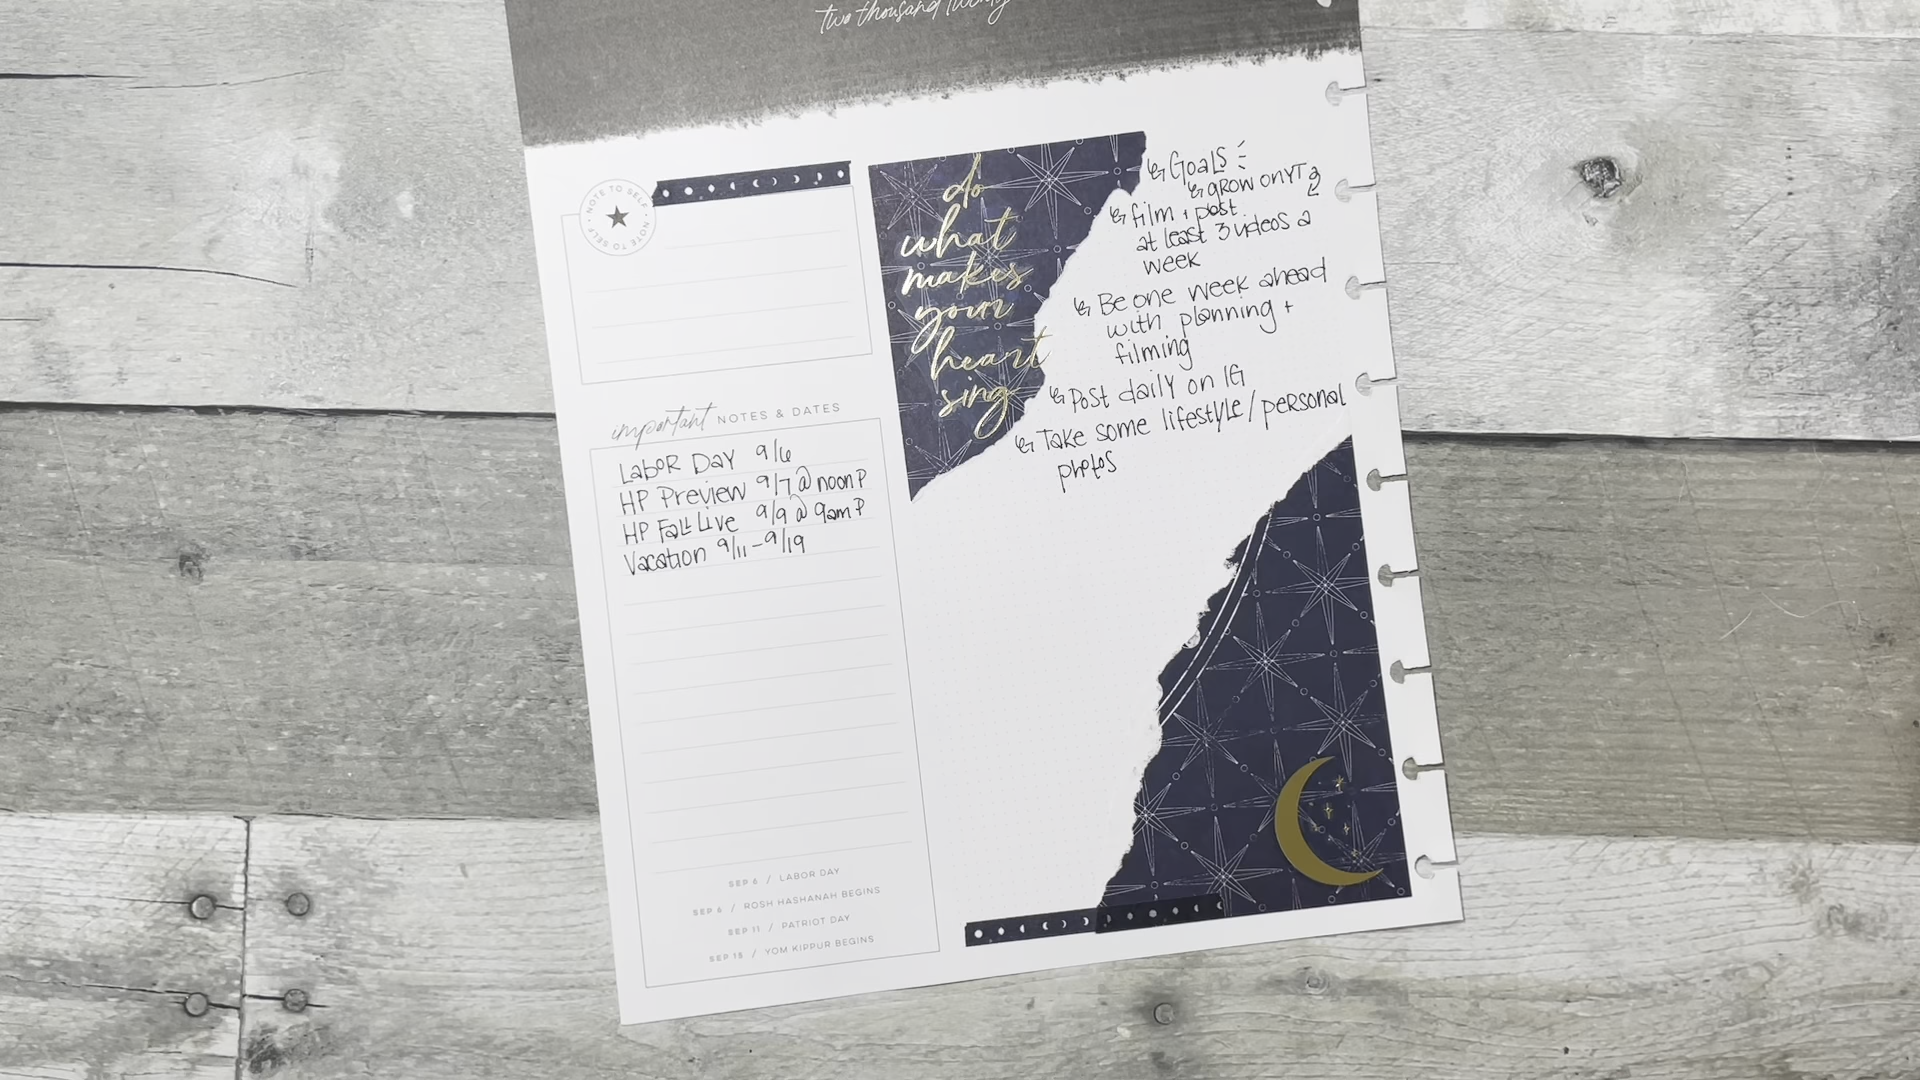 two thousand twenty
NOTE TO SELF • NOTE TO SELF •
important NOTES & DATES
LABOR DAY 9/6
HP Preview 9/7 @ noon P
HP Fall Live 9/9 @ 9am P
Vacation 9/11 - 9/19
SEP 6 / LABOR DAY
SEP 6 / ROSH HASHANAH BEGINS
SEP 11 / PATRIOT DAY
SEP 15 / YOM KIPPUR BEGINS
do
what
makes
your
heart
sing
Goals
grow on YT
film + post
at least 3 videos a
week
Be one week ahead
with planning +
filming
Post daily on IG
Take some lifestyle/personal
photos